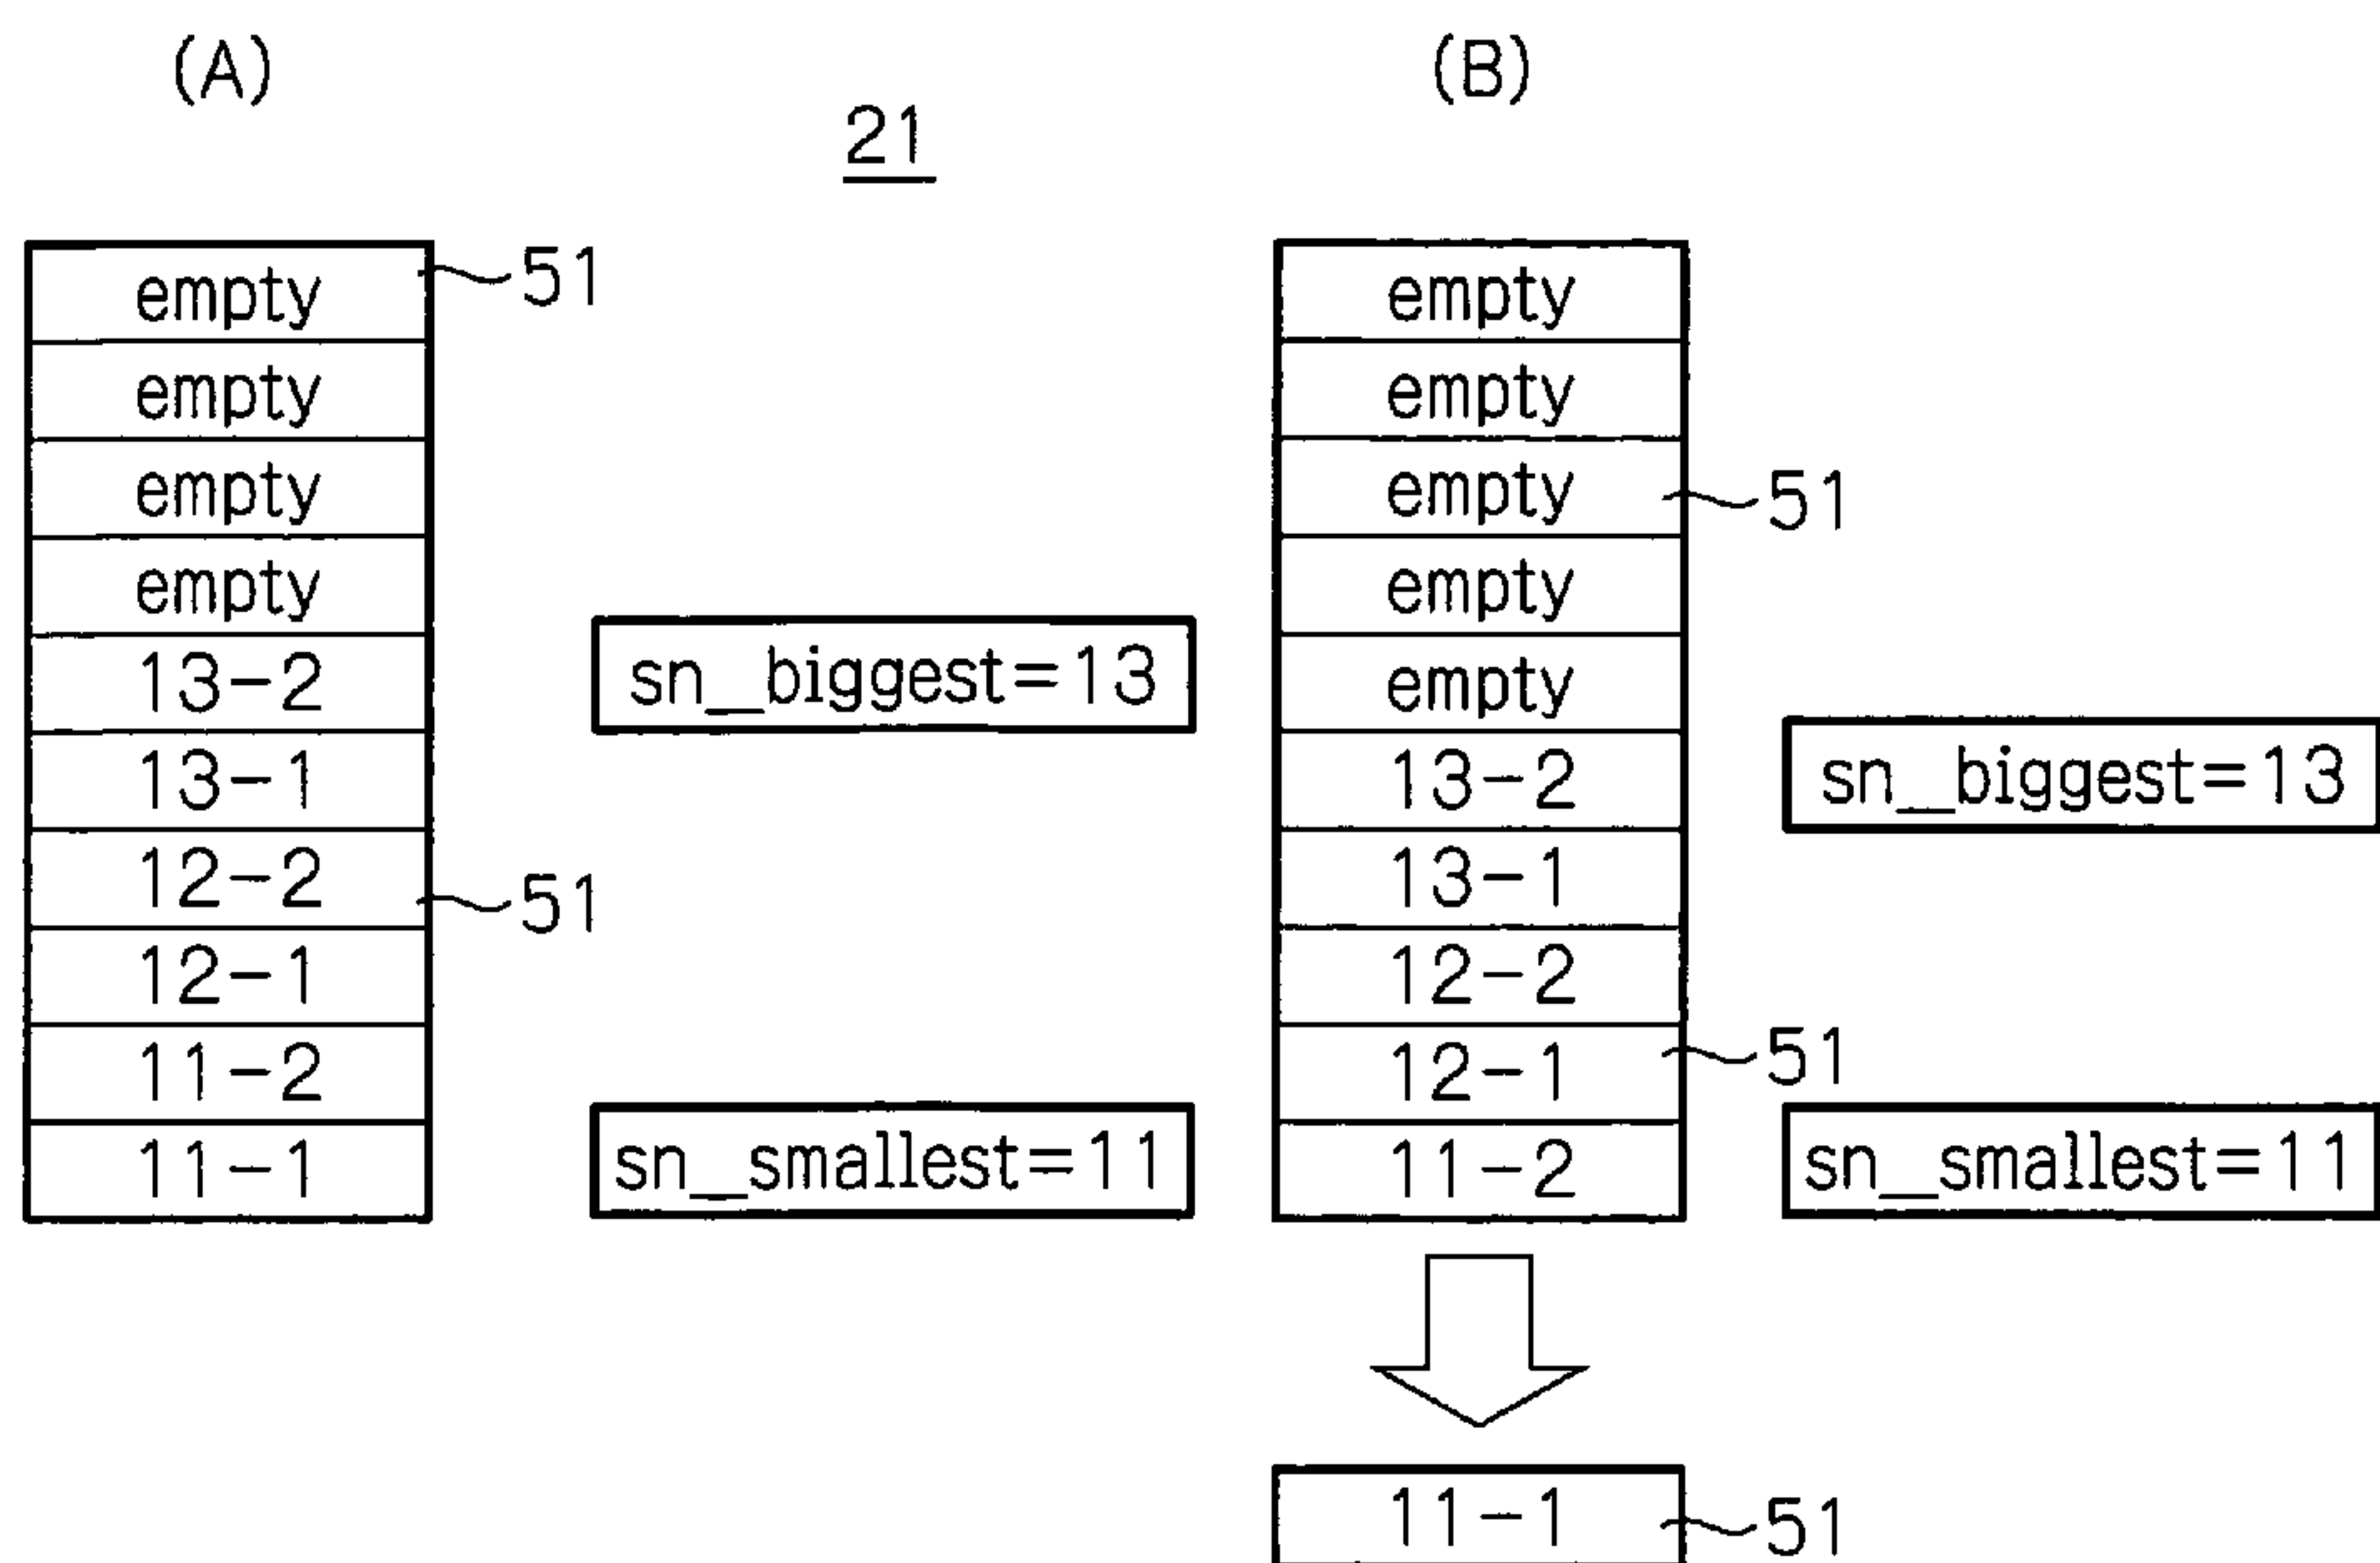 (A)
21
empty
51
empty
empty
empty
13-2
13-1
12-2
51
12-1
11-2
11-1
sn_biggest=13
sn_smallest=11
(B)
empty
empty
empty
51
empty
empty
13-2
13-1
12-2
12-1
51
11-2
sn_biggest=13
sn_smallest=11
11-1
51